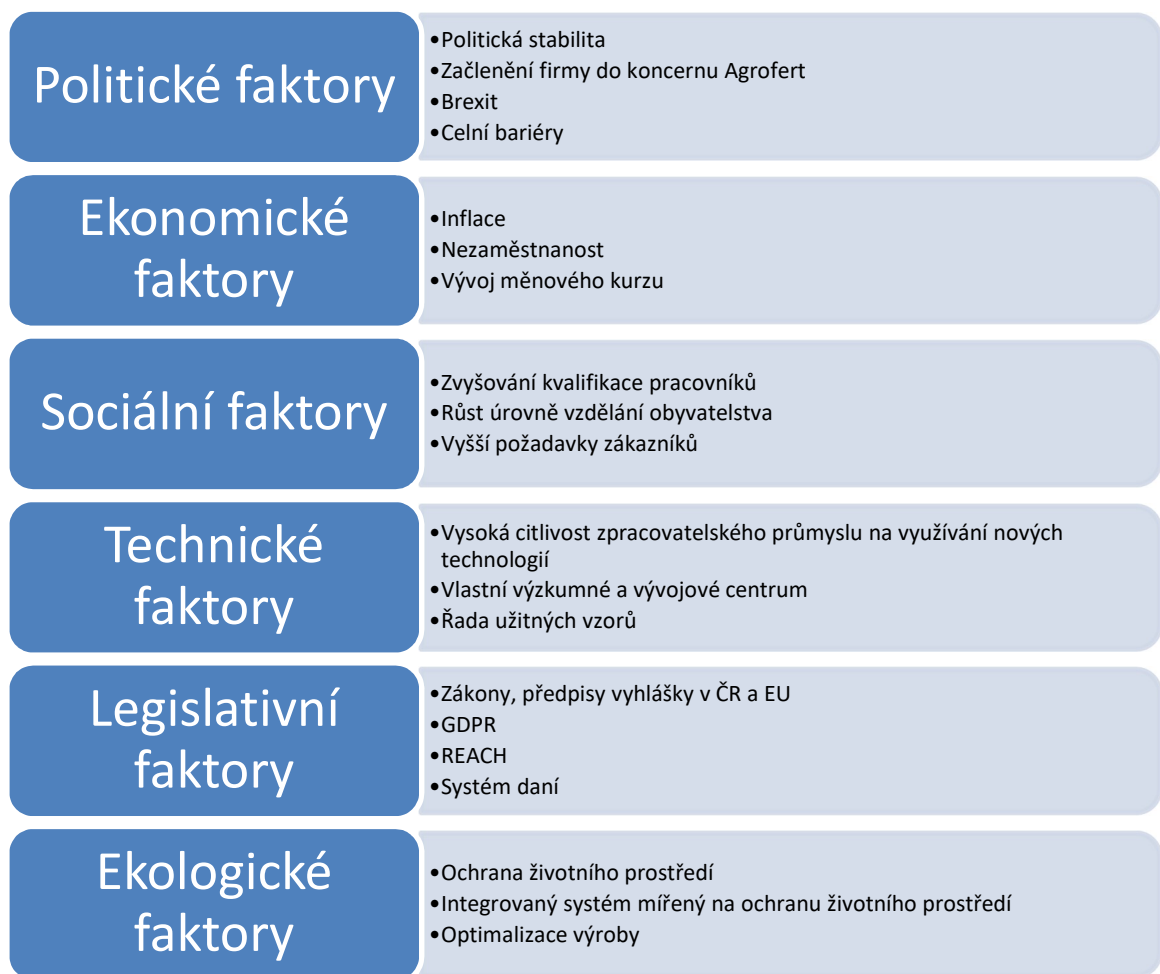 Politické faktory
•Politická stabilita
•Začlenění firmy do koncernu Agrofert
•Brexit
•Celní bariéry
Ekonomické
faktory
•Inflace
•Nezaměstnanost
•Vývoj měnového kurzu
Sociální faktory
•Zvyšování kvalifikace pracovníků
•Růst úrovně vzdělání obyvatelstva
•Vyšší požadavky zákazníků
Technické
faktory
•Vysoká citlivost zpracovatelského průmyslu na využívání nových
technologií
•Vlastní výzkumné a vývojové centrum
•Řada užitných vzorů
Legislativní
faktory
•Zákony, předpisy vyhlášky v ČR a EU
•GDPR
•REACH
•Systém daní
Ekologické
faktory
•Ochrana životního prostředí
•Integrovaný systém mířený na ochranu životního prostředí
•Optimalizace výroby